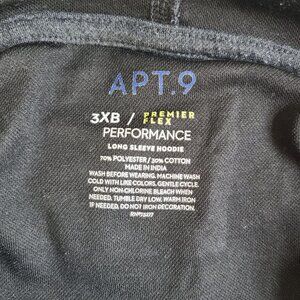 APT.9
3XB / PREMIER FLEX
PERFORMANCE
LONG SLEEVE HOODIE
70% POLYESTER / 30% COTTON
MADE IN INDIA
WASH BEFORE WEARING. MACHINE WASH
COLD WITH LIKE COLORS. GENTLE CYCLE.
ONLY NON-CHLORINE BLEACH WHEN
NEEDED. TUMBLE DRY LOW. WARM IRON
IF NEEDED. DO NOT IRON DECORATION.